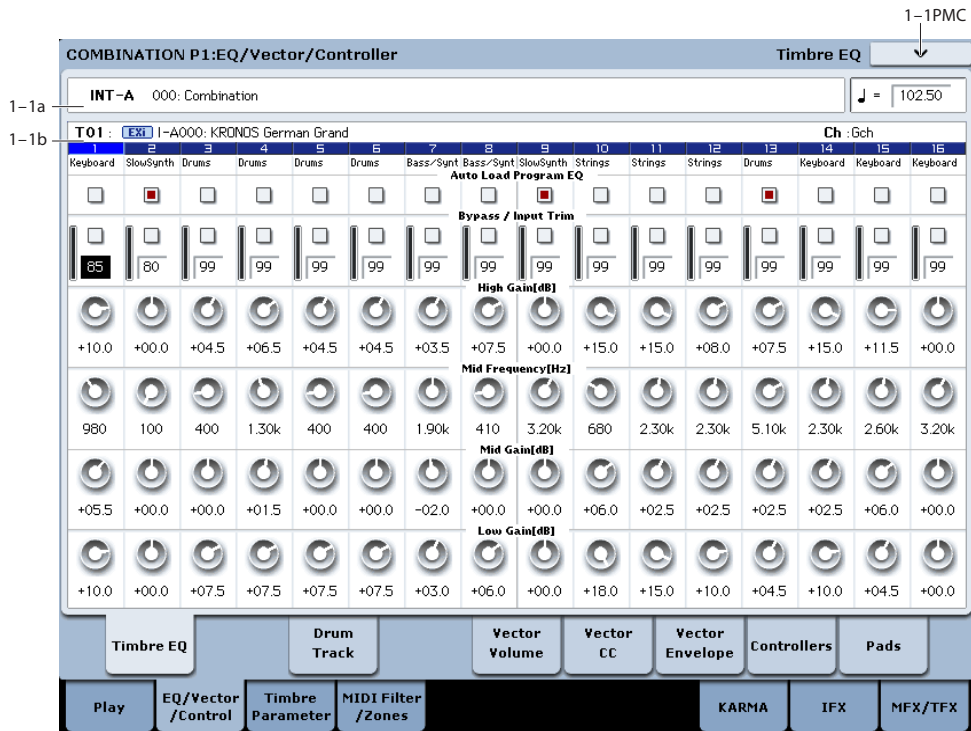 1–1PMC
COMBINATION P1:EQ/Vector/Controller Timbre EQ
1–1a
INT–A 000: Combination ♩ = 102.50
1–1b
T01 : EXi I–A000: KRONOS German Grand Ch :Gch
1 2 3 4 5 6 7 8 9 10 11 12 13 14 15 16
Keyboard SlowSynth Drums Drums Drums Drums Bass/Synt Bass/Synt SlowSynth Strings Strings Strings Drums Keyboard Keyboard Keyboard
Auto Load Program EQ
Bypass / Input Trim
85 80 99 99 99 99 99 99 99 99 99 99 99 99 99 99
High Gain[dB]
+10.0 +00.0 +04.5 +06.5 +04.5 +04.5 +03.5 +07.5 +00.0 +15.0 +15.0 +08.0 +07.5 +15.0 +11.5 +00.0
Mid Frequency[Hz]
980 100 400 1.30k 400 400 1.90k 410 3.20k 680 2.30k 2.30k 5.10k 2.30k 2.60k 3.20k
Mid Gain[dB]
+05.5 +00.0 +00.0 +01.5 +00.0 +00.0 –02.0 +00.0 +00.0 +06.0 +02.5 +02.5 +02.5 +02.5 +06.0 +00.0
Low Gain[dB]
+10.0 +00.0 +07.5 +07.5 +07.5 +07.5 +03.0 +06.0 +00.0 +18.0 +15.0 +10.0 +04.5 +10.0 +04.5 +00.0
Timbre EQ
Drum
Track
Vector
Volume
Vector
CC
Vector
Envelope
Controllers
Pads
Play
EQ/Vector
/Control
Timbre
Parameter
MIDI Filter
/Zones
KARMA
IFX
MFX/TFX